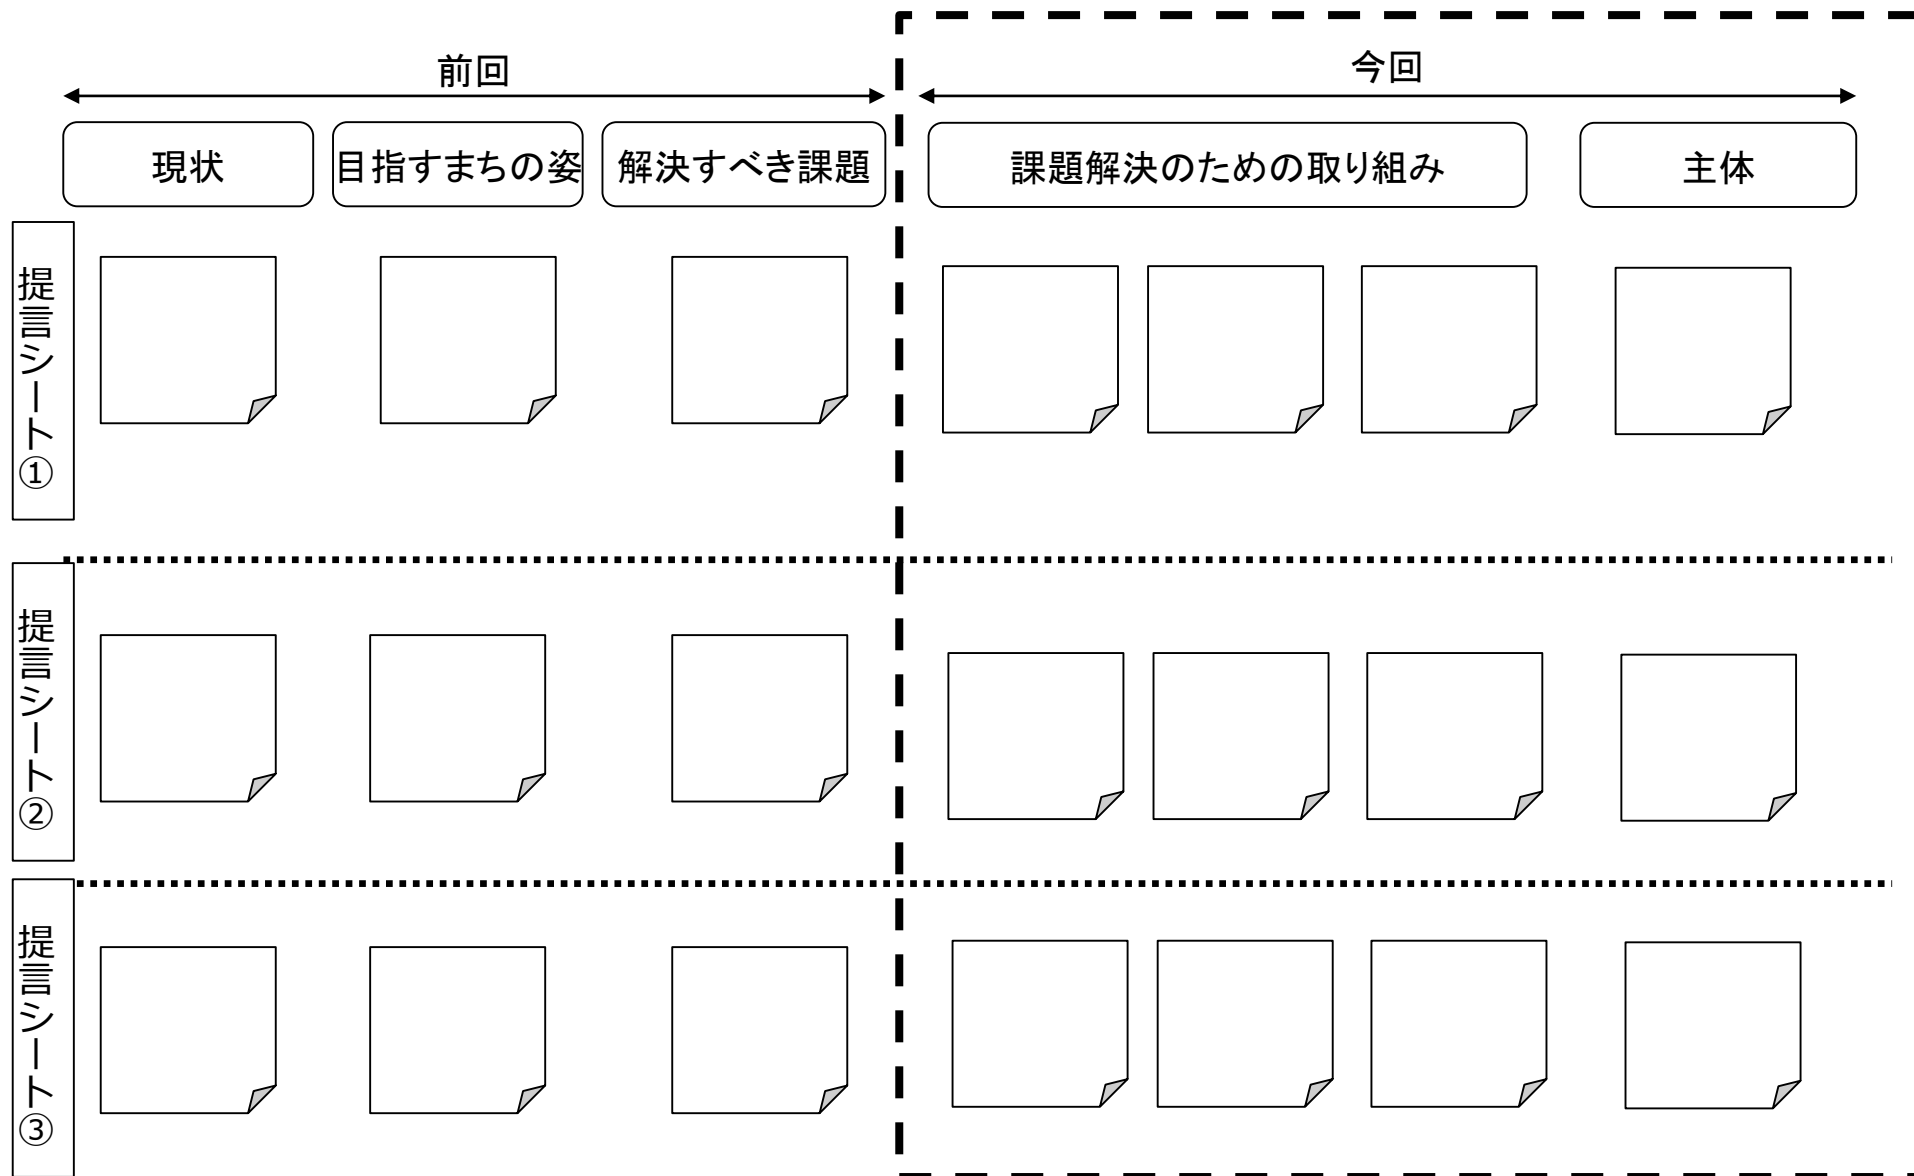 前回
今回
現状
目指すまちの姿
解決すべき課題
課題解決のための取り組み
主体
提言シート①
提言シート②
提言シート③